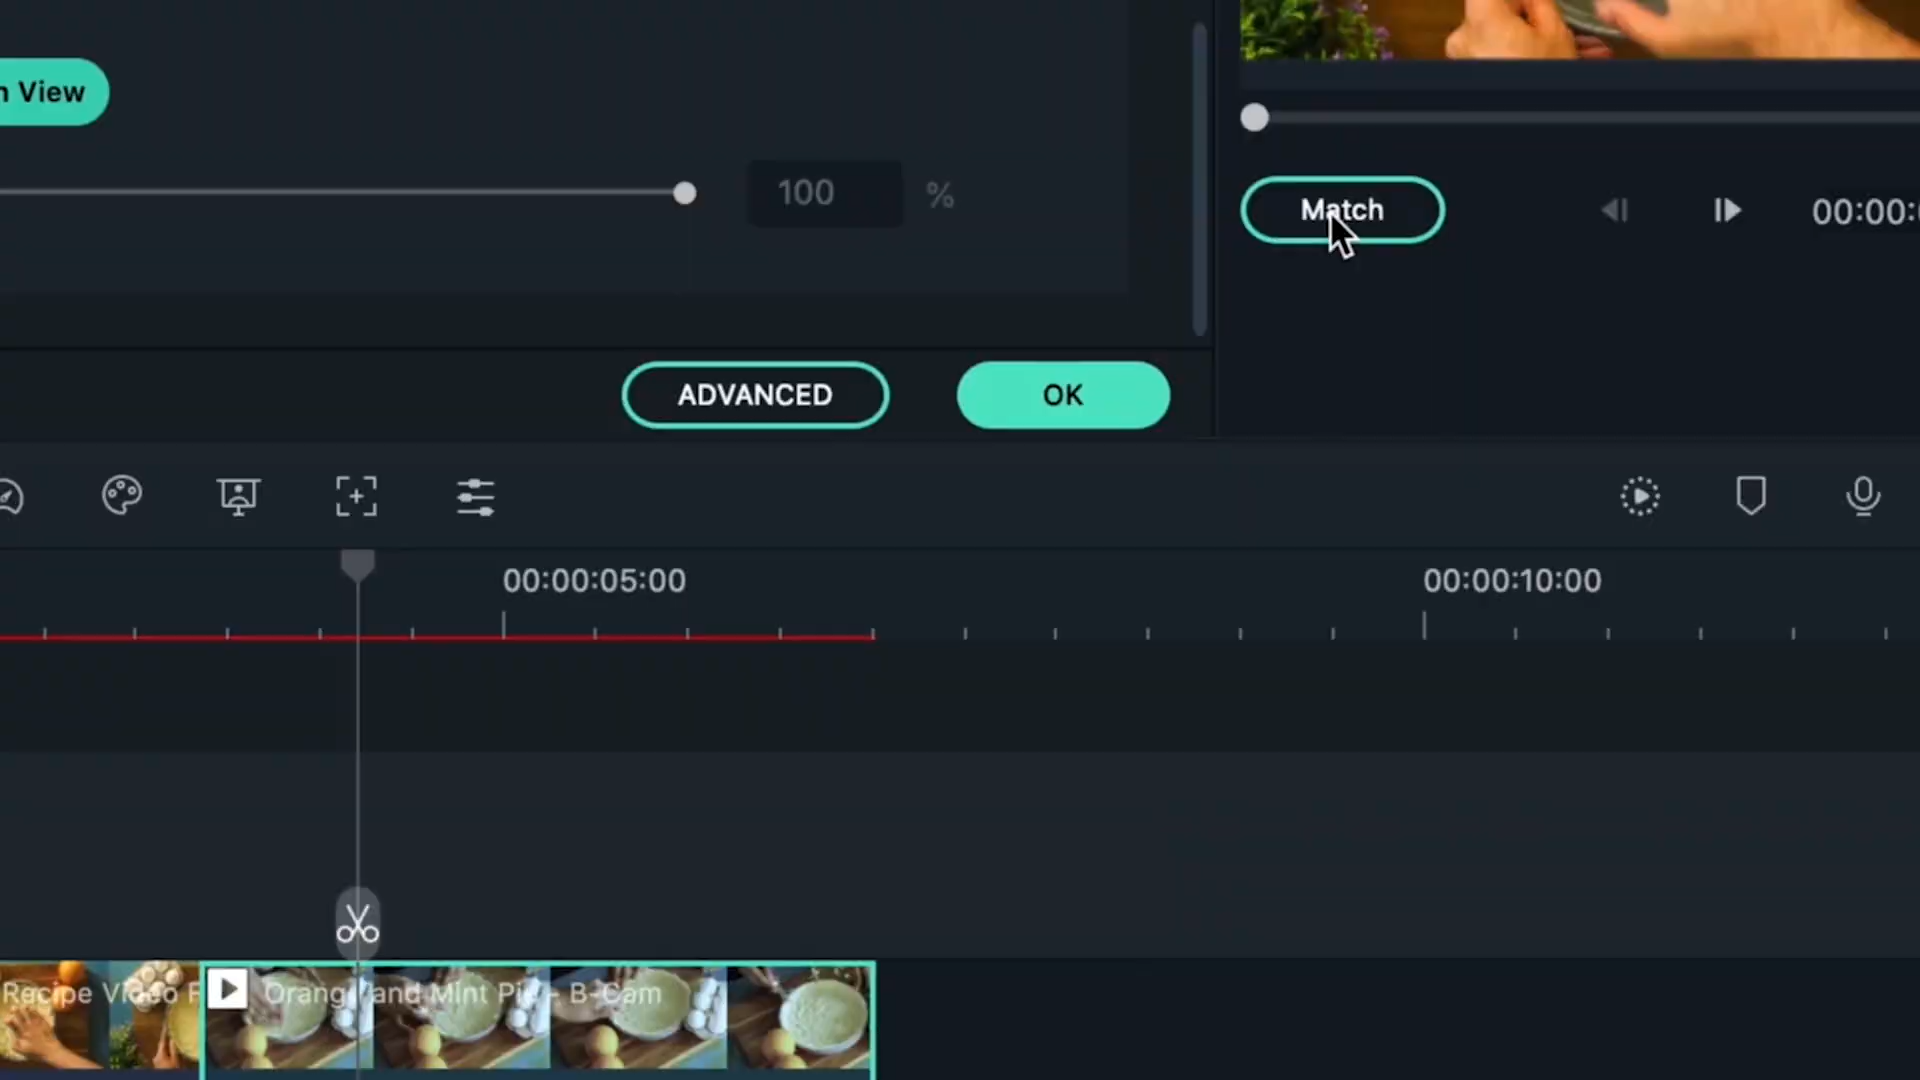 n View
100
%
Match
00:00:
ADVANCED
OK
00:00:05:00
00:00:10:00
Recipe Video F
Orange and Mint Pie - B-Cam